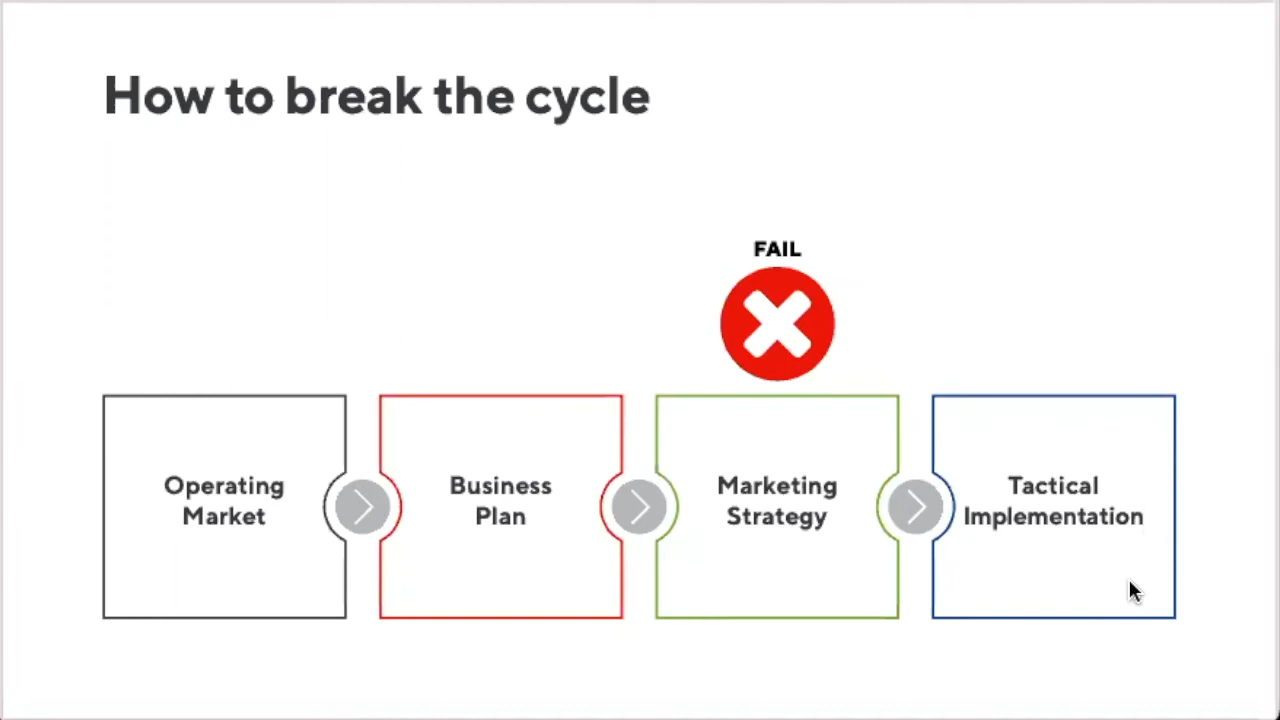 How to break the cycle
FAIL
Operating
Market
Business
Plan
Marketing
Strategy
Tactical
Implementation